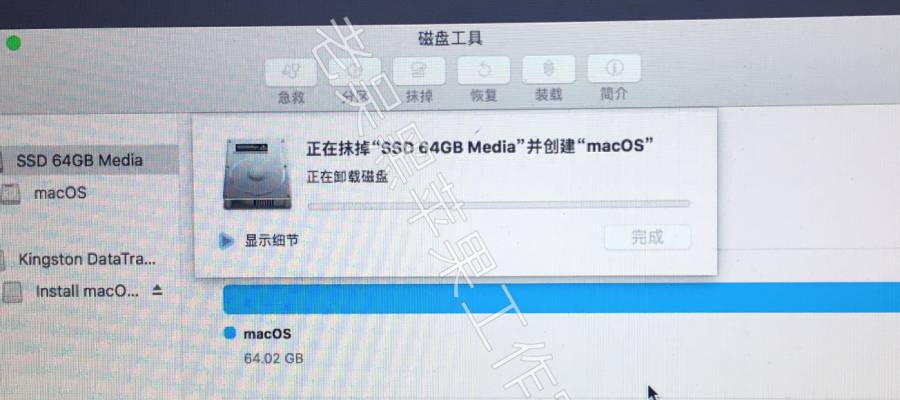 磁盘工具
急救 分区 抹掉 恢复 装载 简介
SSD 64GB Media
macOS
Kingston DataTra...
Install macO...
正在抹掉“SSD 64GB Media”并创建“macOS”
正在卸载磁盘
显示细节
完成
macOS
64.02 GB
老吴黑苹果工作